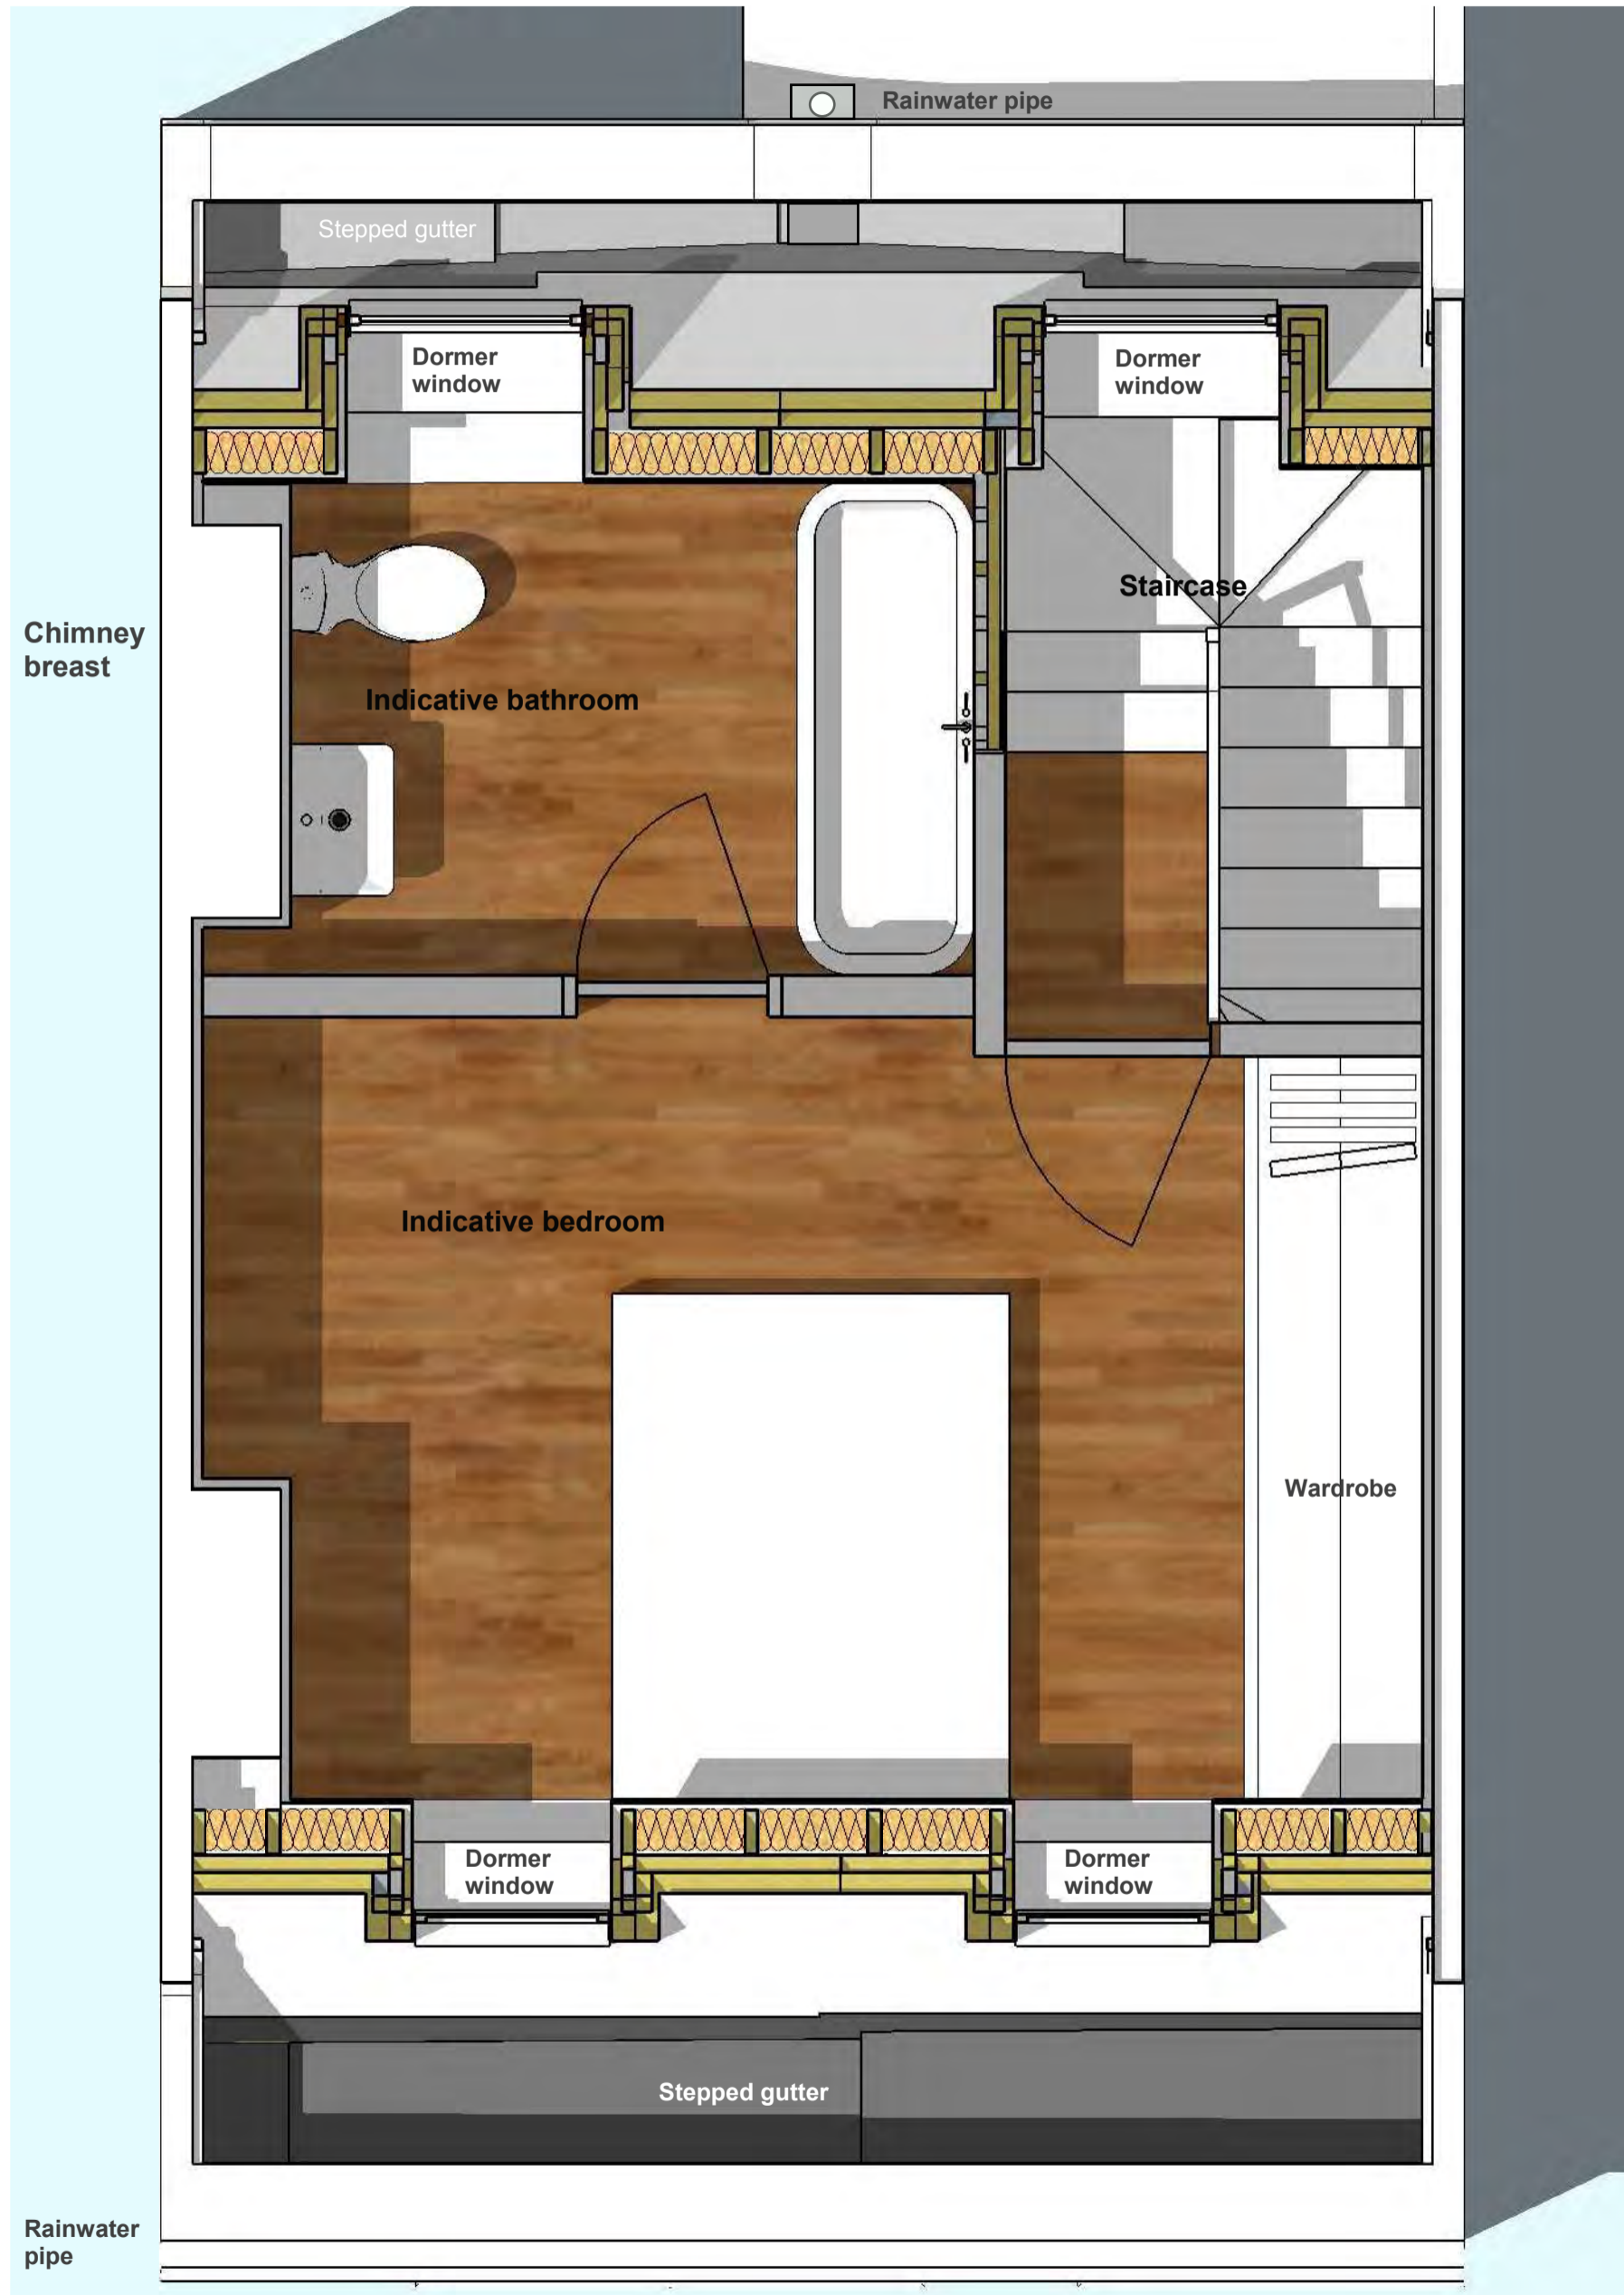 Rainwater pipe
Stepped gutter
Dormer
window
Dormer
window
Staircase
Chimney
breast
Indicative bathroom
Indicative bedroom
Wardrobe
Dormer
window
Dormer
window
Stepped gutter
Rainwater
pipe